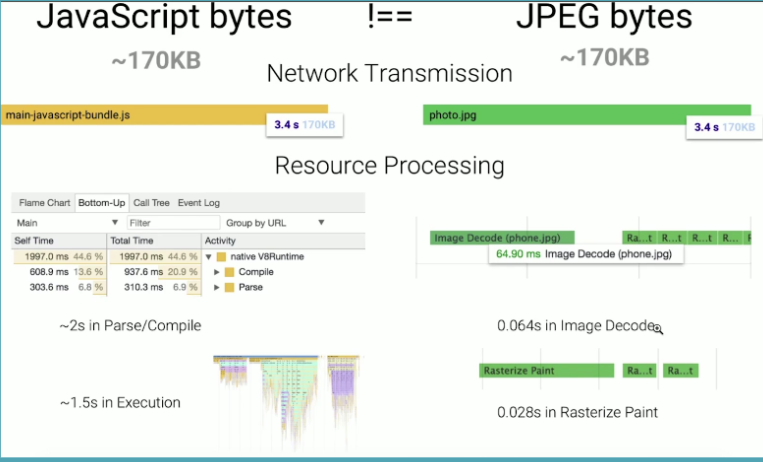 JavaScript bytes !== JPEG bytes
~170KB ~170KB
Network Transmission
main-javascript-bundle.js photo.jpg
3.4 s 170KB 3.4 s 170KB
Resource Processing
Flame Chart Bottom-Up Call Tree Event Log
Main ▼ Filter Group by URL ▼
Self Time Total Time Activity
1997.0 ms 44.6 % 1997.0 ms 44.6 % ▼ native V8Runtime
608.9 ms 13.6 % 937.6 ms 20.9 % ▶ Compile
303.6 ms 6.8 % 310.3 ms 6.9 % ▶ Parse
Image Decode (phone.jpg) Ra...t R...t R...t R... F
64.90 ms Image Decode (phone.jpg)
~2s in Parse/Compile 0.064s in Image Decode
Rasterize Paint Ra...t Ra...t
~1.5s in Execution 0.028s in Rasterize Paint